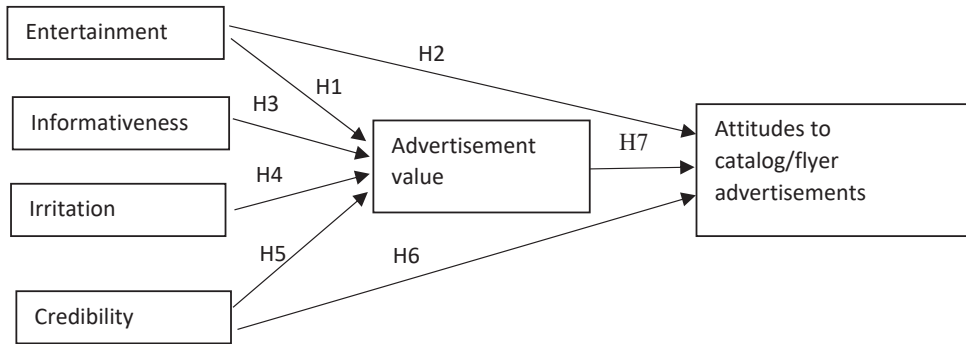 Entertainment
H2
H1
H3
Informativeness
Advertisement
value
H7
Attitudes to
catalog/flyer
advertisements
H4
Irritation
H5
H6
Credibility